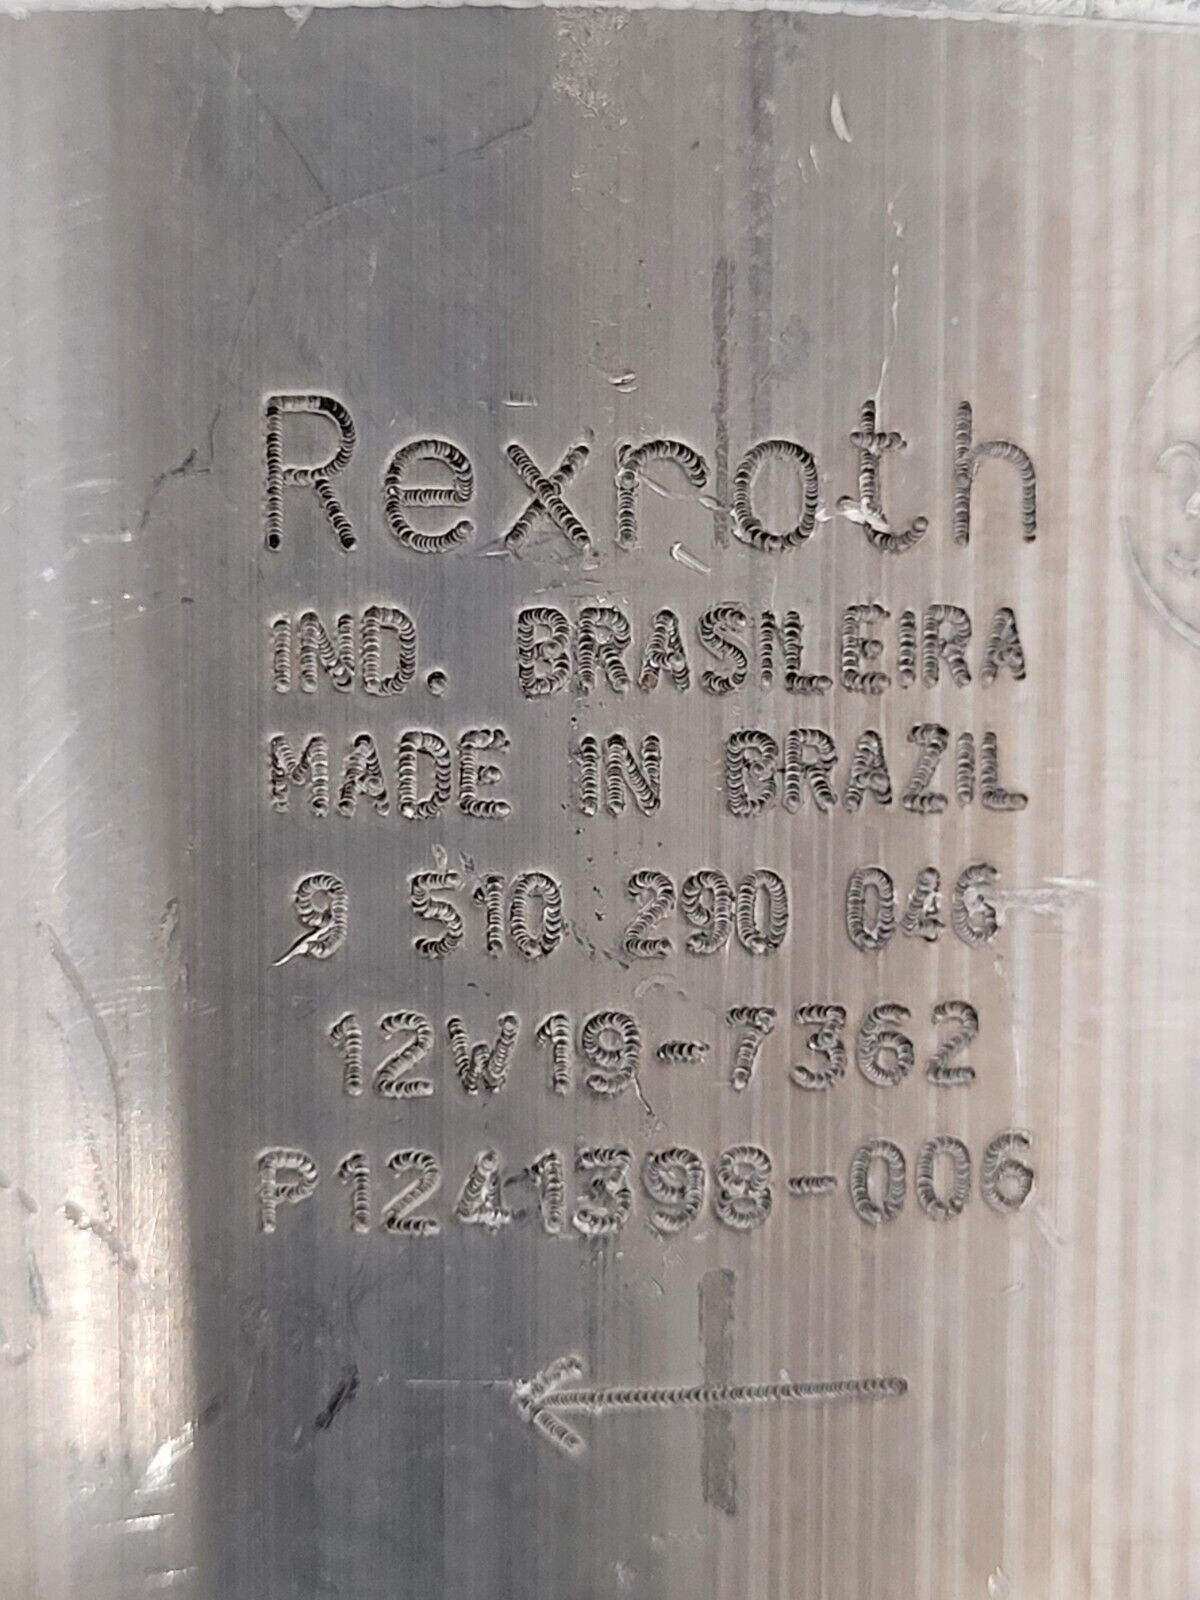 Rexroth
IND. BRASILEIRA
MADE IN BRAZIL
9 510 290 046
12W19-7362
P1241398-006